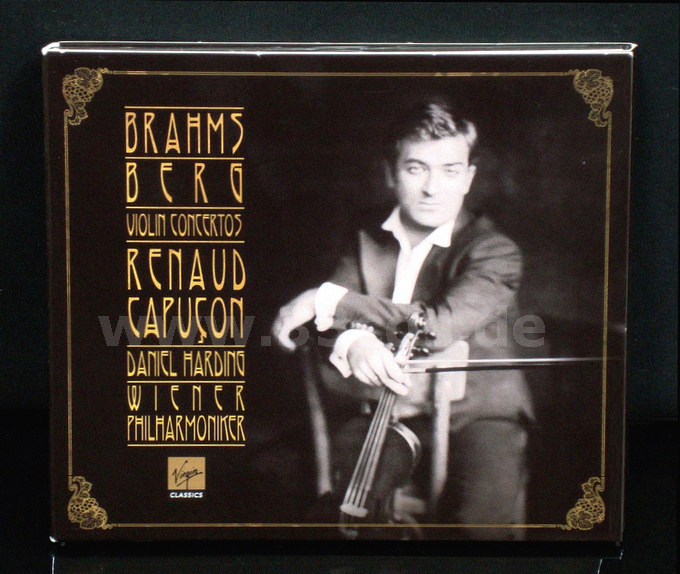 BRAHMS
BERG
VIOLIN CONCERTOS
RENAUD
CAPUÇON
DANIEL HARDING
WIENER
PHILHARMONIKER
Virgin
CLASSICS